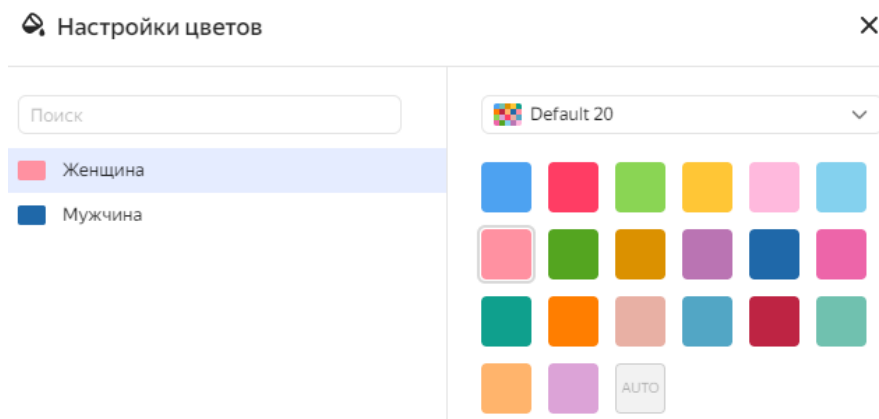 Настройки цветов
Поиск
Default 20
Женщина
Мужчина
AUTO